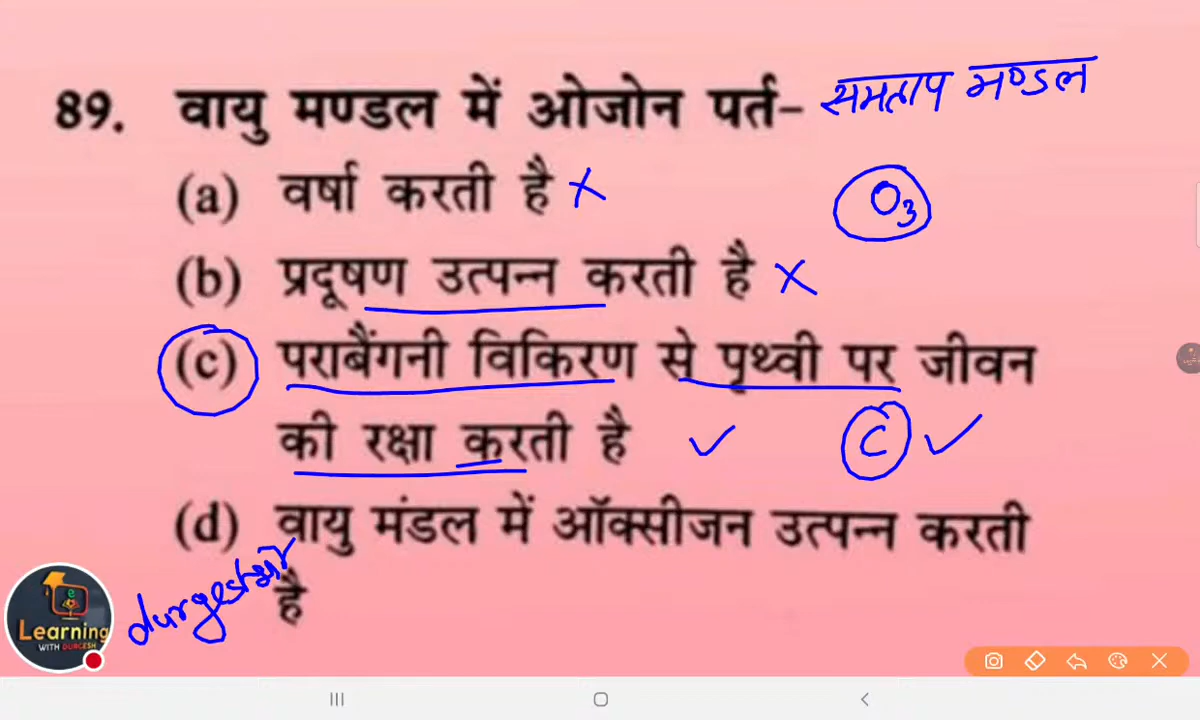 89. वायु मण्डल में ओजोन पर्त– समताप मण्डल
(a) वर्षा करती है X
O3
(b) प्रदूषण उत्पन्न करती है X
(c) पराबैंगनी विकिरण से पृथ्वी पर जीवन
की रक्षा करती है ✓ C ✓
(d) वायु मंडल में ऑक्सीजन उत्पन्न करती
है
e
Learning
WITH DURGESH